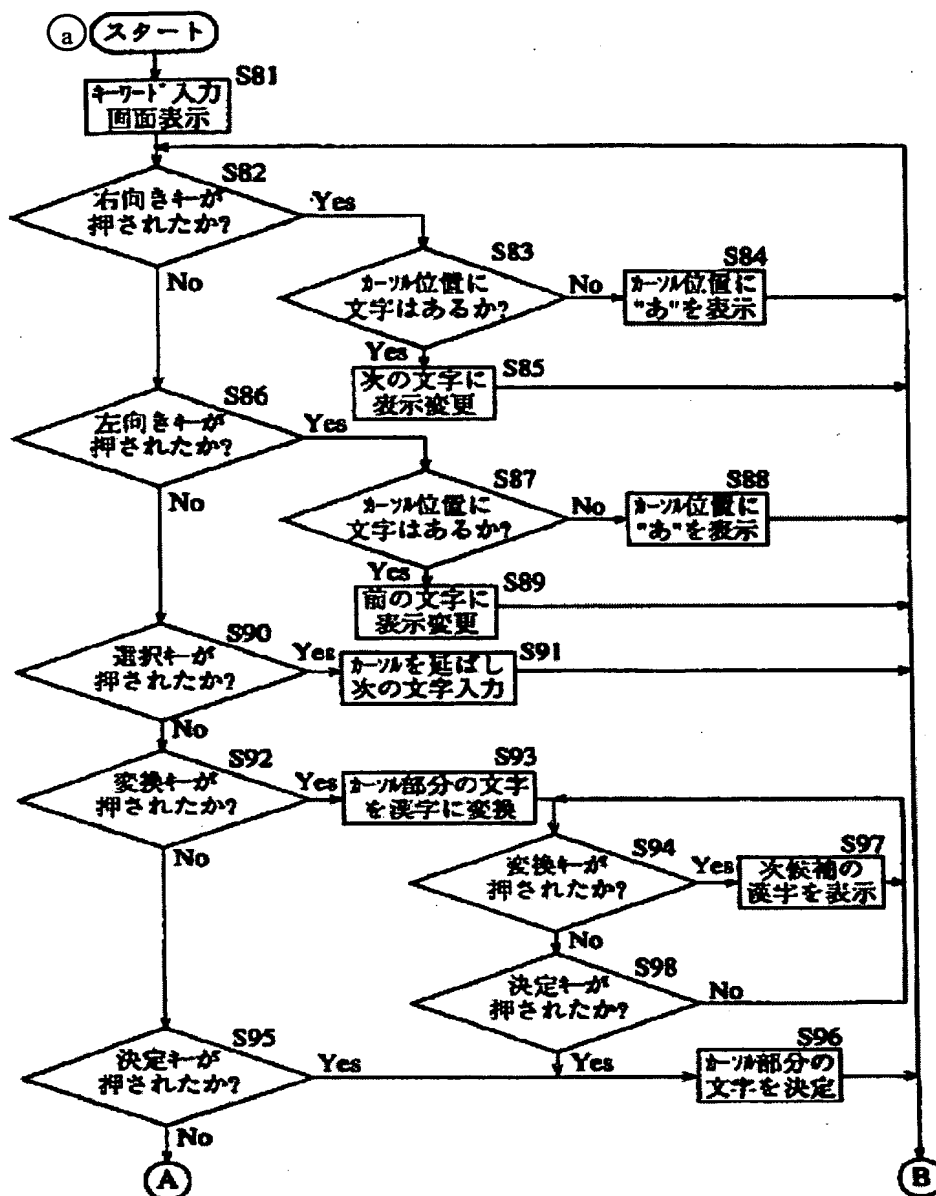 a スタート
S81
キーワード入力
画面表示
S82
右向きキーが
押されたか?
Yes
No
S83
カーソル位置に
文字はあるか?
No
S84
カーソル位置に
"あ"を表示
Yes
S85
次の文字に
表示変更
S86
左向きキーが
押されたか?
Yes
No
S87
カーソル位置に
文字はあるか?
No
S88
カーソル位置に
"あ"を表示
Yes
S89
前の文字に
表示変更
S90
選択キーが
押されたか?
Yes
S91
カーソルを延ばし
次の文字入力
No
S92
変換キーが
押されたか?
Yes
S93
カーソル部分の文字
を漢字に変換
No
S94
変換キーが
押されたか?
Yes
S97
次候補の
漢字を表示
No
S98
決定キーが
押されたか?
No
Yes
S95
決定キーが
押されたか?
Yes
S96
カーソル部分の
文字を決定
No
A
B